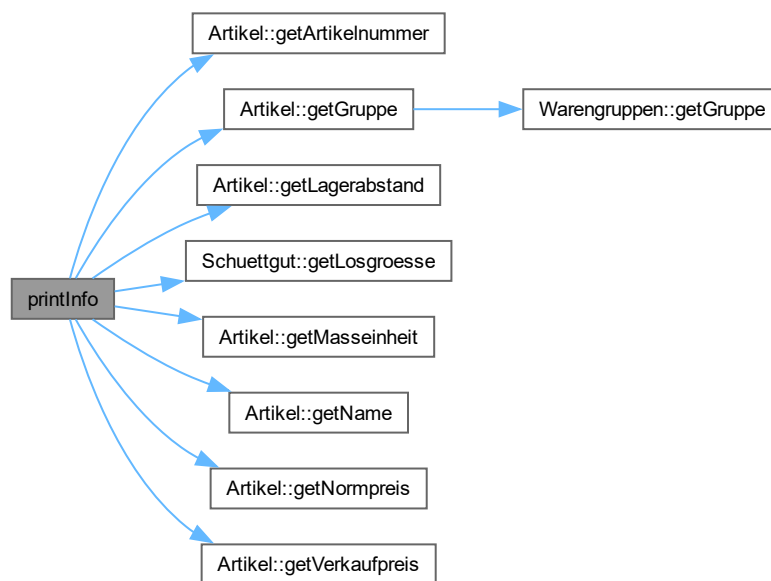 printInfo
Artikel::getArtikelnummer
Artikel::getGruppe
Warengruppen::getGruppe
Artikel::getLagerabstand
Schuettgut::getLosgroesse
Artikel::getMasseinheit
Artikel::getName
Artikel::getNormpreis
Artikel::getVerkaufpreis